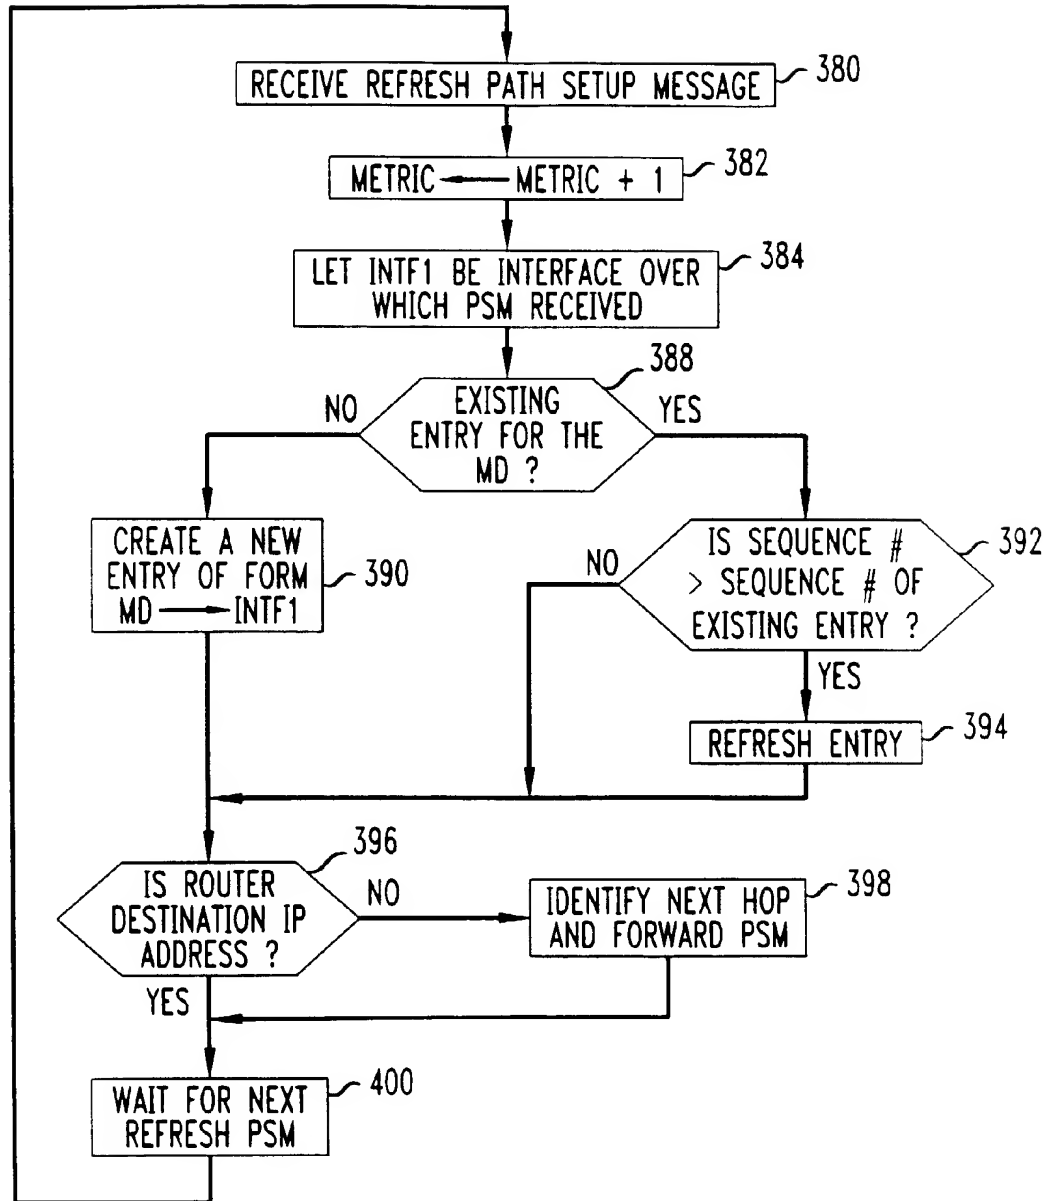 RECEIVE REFRESH PATH SETUP MESSAGE
380
METRIC ← METRIC + 1
382
LET INTF1 BE INTERFACE OVER
WHICH PSM RECEIVED
384
388
EXISTING
ENTRY FOR THE
MD ?
NO
YES
CREATE A NEW
ENTRY OF FORM
MD → INTF1
390
IS SEQUENCE #
> SEQUENCE # OF
EXISTING ENTRY ?
392
NO
YES
REFRESH ENTRY
394
396
IS ROUTER
DESTINATION IP
ADDRESS ?
NO
YES
IDENTIFY NEXT HOP
AND FORWARD PSM
398
WAIT FOR NEXT
REFRESH PSM
400